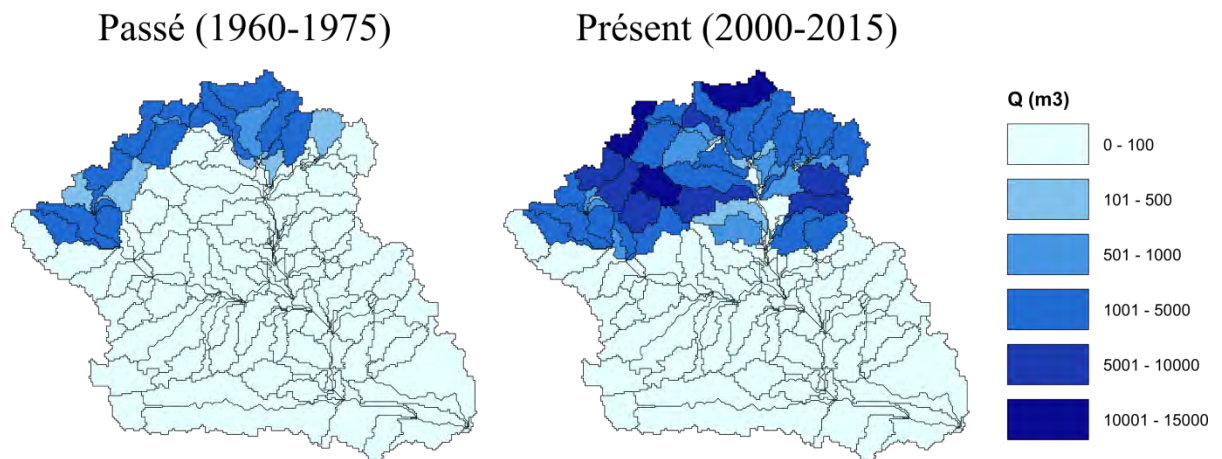 Passé (1960-1975)
Présent (2000-2015)
Q (m3)
0 - 100
101 - 500
501 - 1000
1001 - 5000
5001 - 10000
10001 - 15000